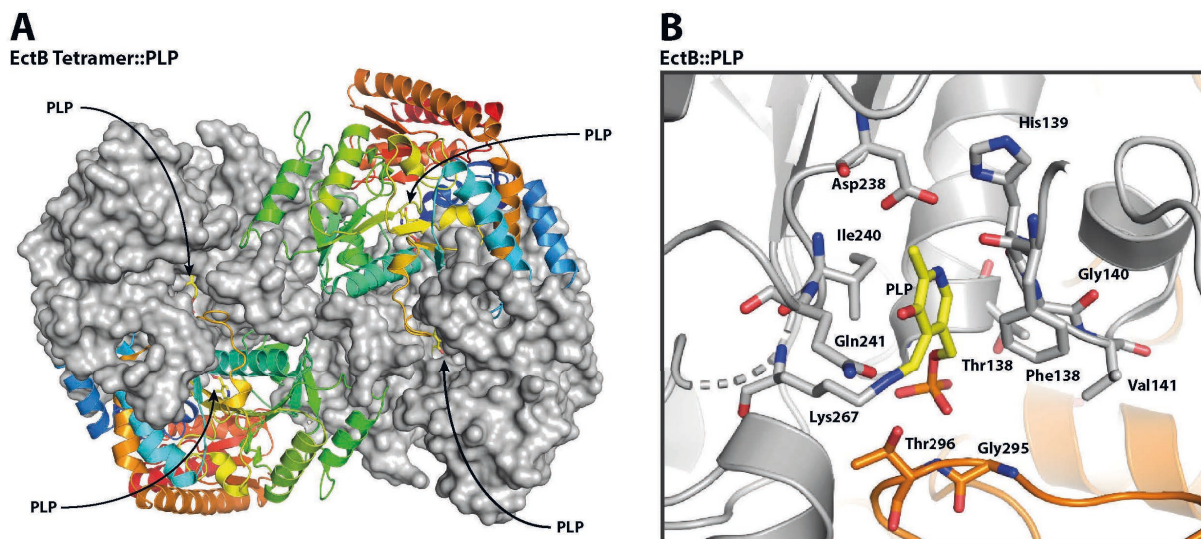 A
EctB Tetramer::PLP
PLP
PLP
PLP
PLP
B
EctB::PLP
His139
Asp238
Ile240
PLP
Gly140
Gln241
Thr138
Phe138
Val141
Lys267
Thr296
Gly295